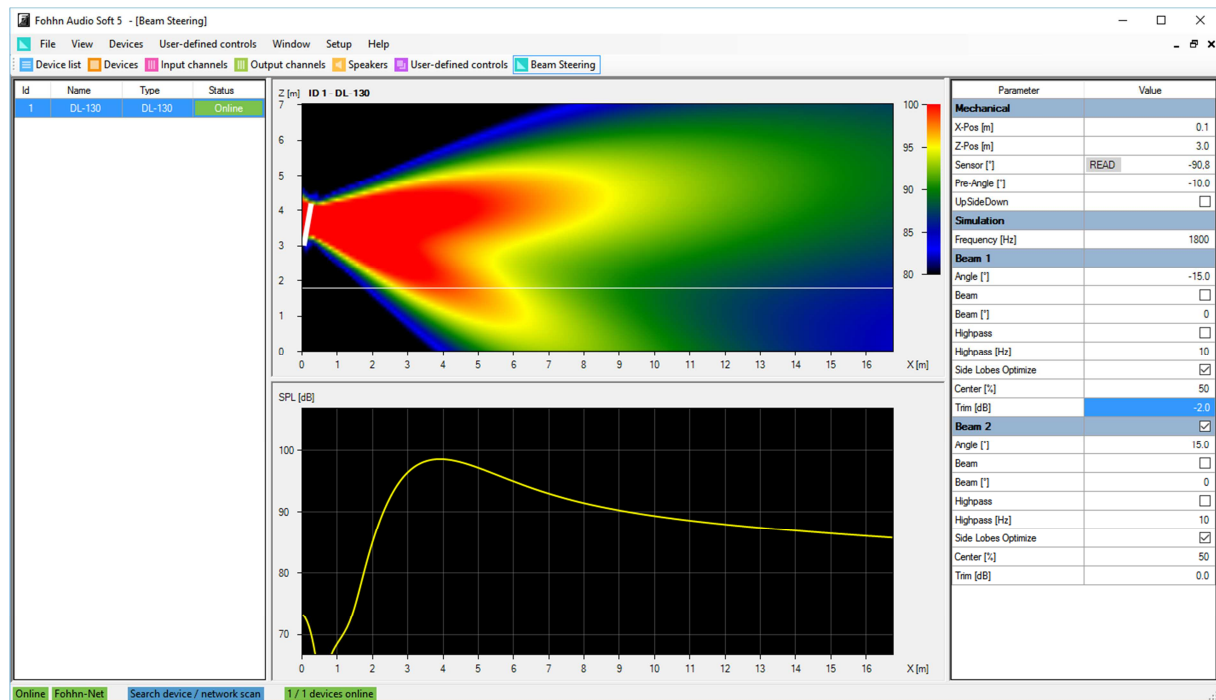 Fohhn Audio Soft 5 - [Beam Steering]
File View Devices User-defined controls Window Setup Help
Device list Devices Input channels Output channels Speakers User-defined controls Beam Steering
Id Name Type Status
1 DL-130 DL-130 Online
Z [m] ID 1 - DL-130
7
6
5
4
3
2
1
0
0 1 2 3 4 5 6 7 8 9 10 11 12 13 14 15 16 X [m]
100
95
90
85
80
SPL [dB]
100
90
80
70
0 1 2 3 4 5 6 7 8 9 10 11 12 13 14 15 16 X [m]
Parameter Value
Mechanical
X-Pos [m] 0.1
Z-Pos [m] 3.0
Sensor [°] READ -90,8
Pre-Angle [°] -10.0
UpSideDown
Simulation
Frequency [Hz] 1800
Beam 1
Angle [°] -15.0
Beam
Beam [°] 0
Highpass
Highpass [Hz] 10
Side Lobes Optimize
Center [%] 50
Trim [dB] -2.0
Beam 2
Angle [°] 15.0
Beam
Beam [°] 0
Highpass
Highpass [Hz] 10
Side Lobes Optimize
Center [%] 50
Trim [dB] 0.0
Online Fohhn-Net Search device / network scan 1 / 1 devices online